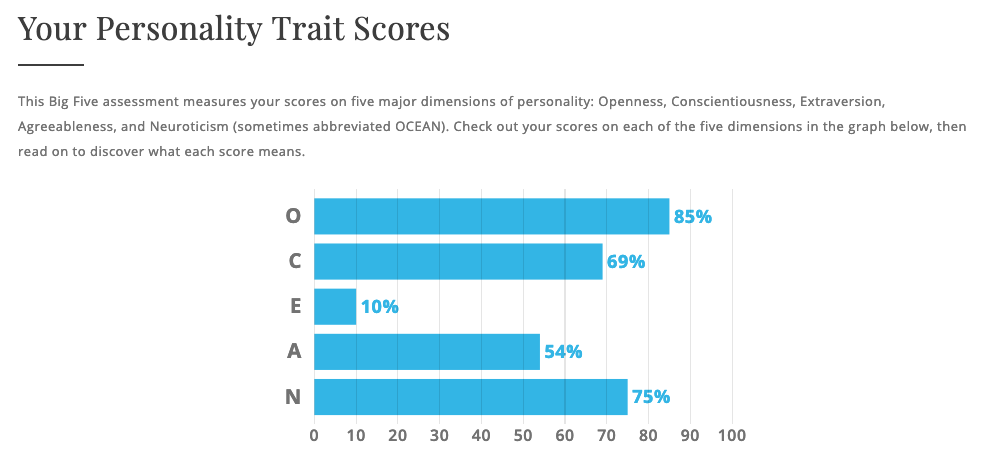 Your Personality Trait Scores
This Big Five assessment measures your scores on five major dimensions of personality: Openness, Conscientiousness, Extraversion,
Agreeableness, and Neuroticism (sometimes abbreviated OCEAN). Check out your scores on each of the five dimensions in the graph below, then
read on to discover what each score means.
O 85%
C 69%
E 10%
A 54%
N 75%
0 10 20 30 40 50 60 70 80 90 100